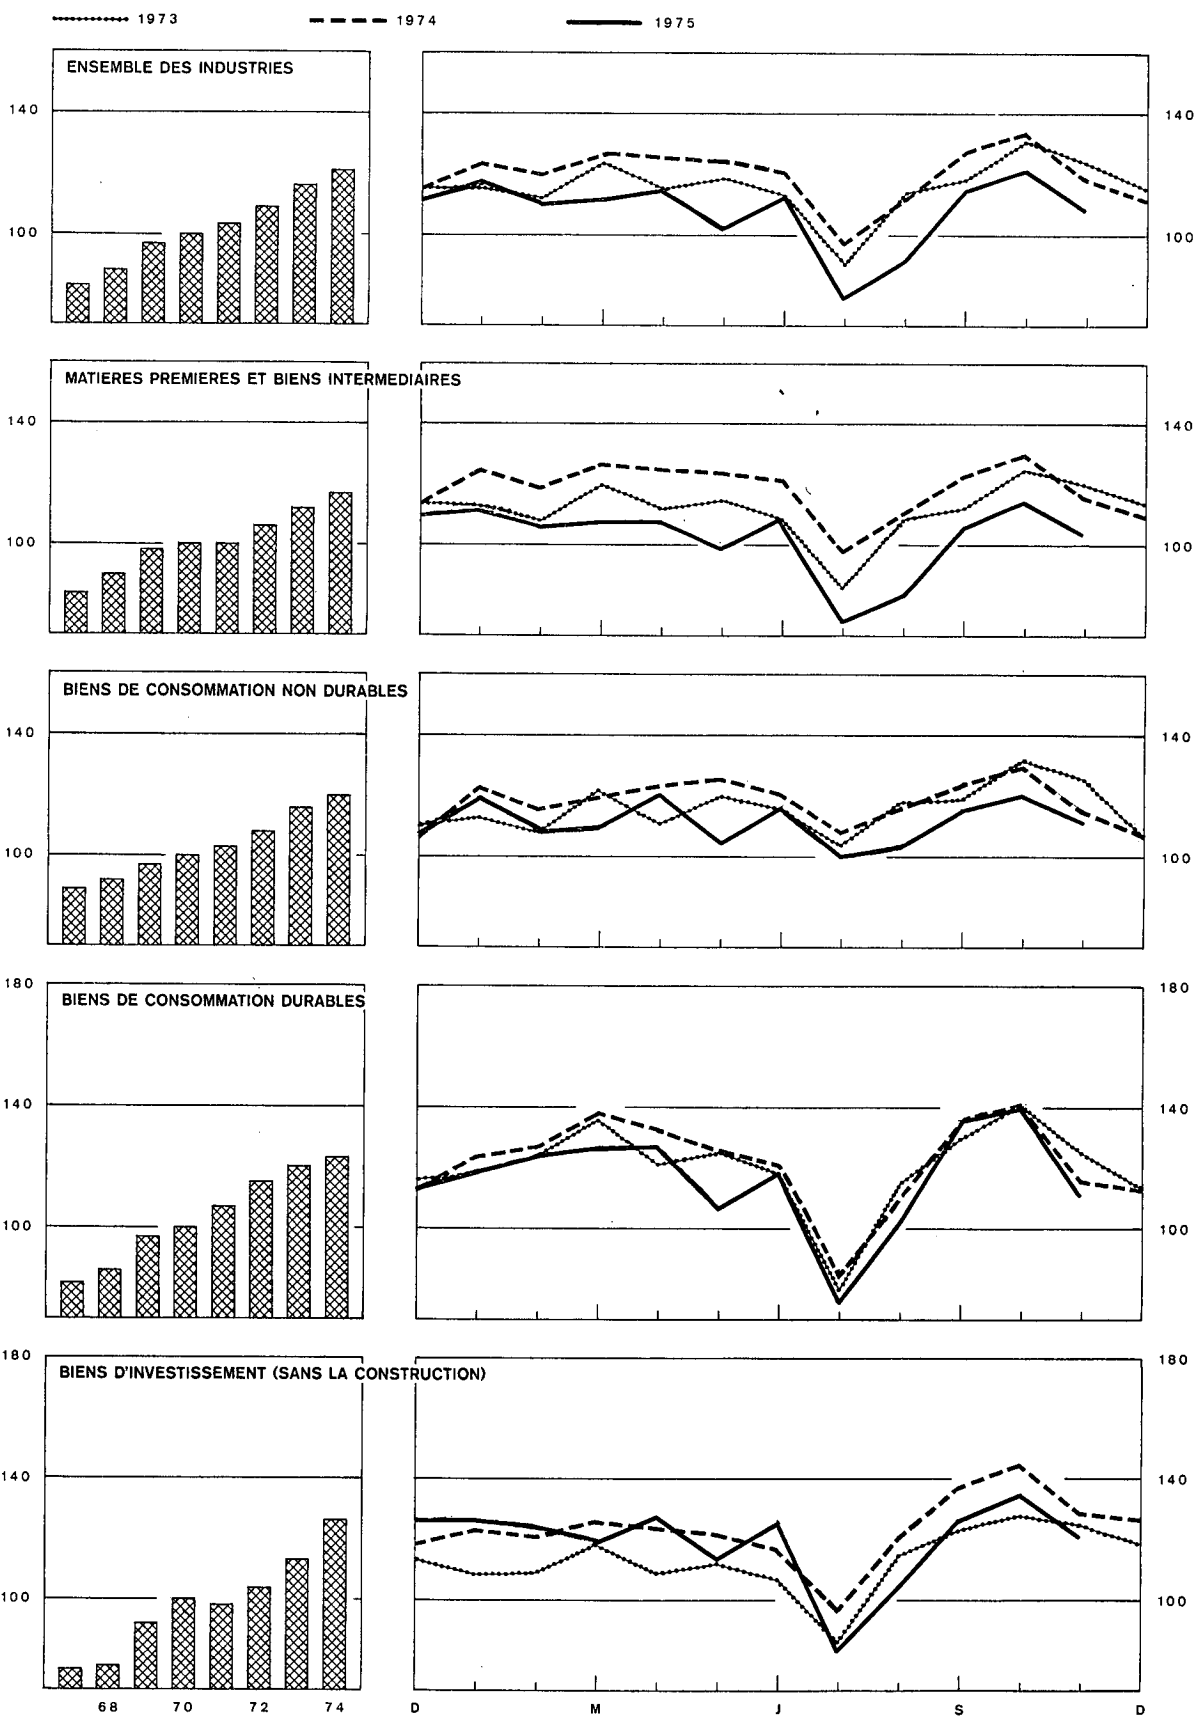 1973 1974 1975
ENSEMBLE DES INDUSTRIES
140 140
100 100
MATIERES PREMIERES ET BIENS INTERMEDIAIRES
140 140
100 100
BIENS DE CONSOMMATION NON DURABLES
140 140
100 100
180 180
BIENS DE CONSOMMATION DURABLES
140 140
100 100
180 180
BIENS D'INVESTISSEMENT (SANS LA CONSTRUCTION)
140 140
100 100
68 70 72 74 D M J S D